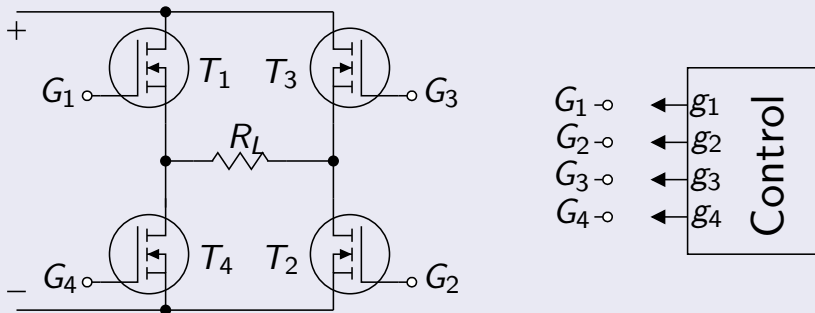 +
T1 T3
G1 G3
RL
T4 T2
G4 G2
−
G1 g1
G2 g2
G3 g3
G4 g4
Control